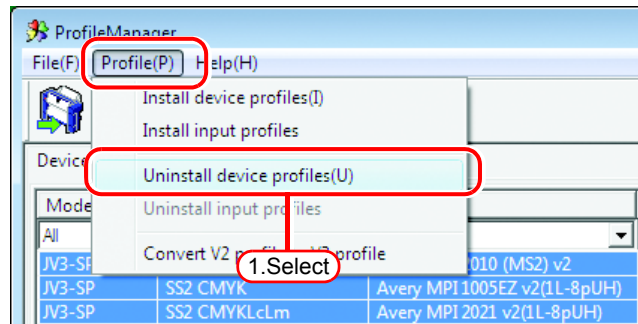 ProfileManager
File(F) Profile(P) Help(H)
Install device profiles(I)
Install input profiles
Device
Uninstall device profiles(U)
Mode
Uninstall input profiles
All
Convert V2 profile profile
1.Select
JV3-SP 2010 (MS2) v2
JV3-SP SS2 CMYK Avery MPI 1005EZ v2(1L-8pUH)
JV3-SP SS2 CMYKLcLm Avery MPI 2021 v2(1L-8pUH)